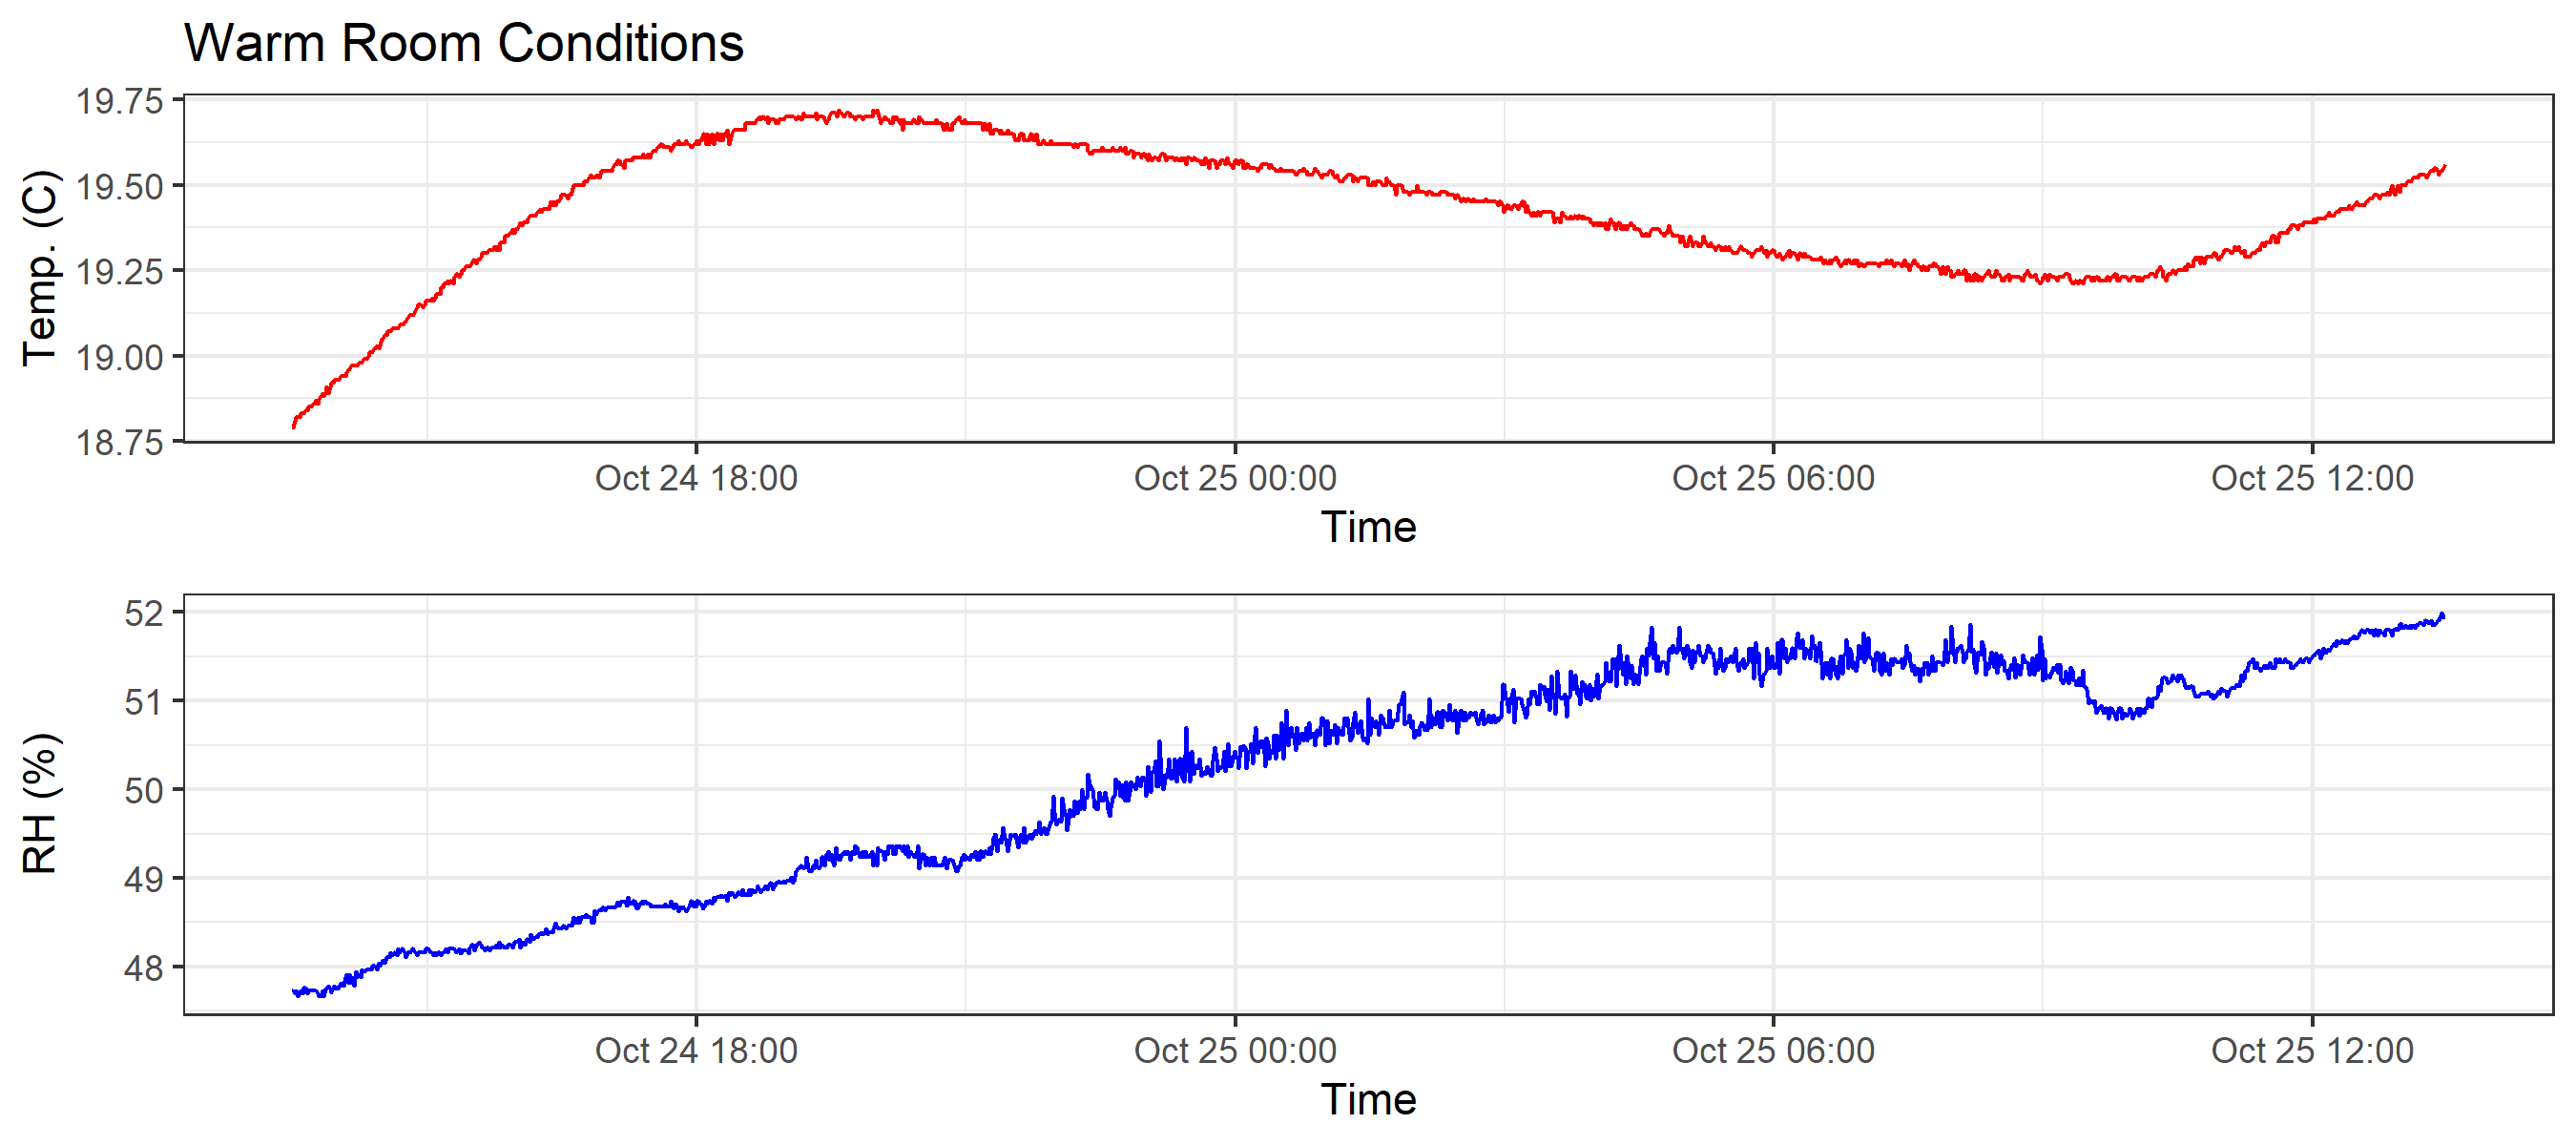 Warm Room Conditions
Temp. (C)
19.75
19.50
19.25
19.00
18.75
Oct 24 18:00 Oct 25 00:00 Oct 25 06:00 Oct 25 12:00
Time
RH (%)
52
51
50
49
48
Oct 24 18:00 Oct 25 00:00 Oct 25 06:00 Oct 25 12:00
Time